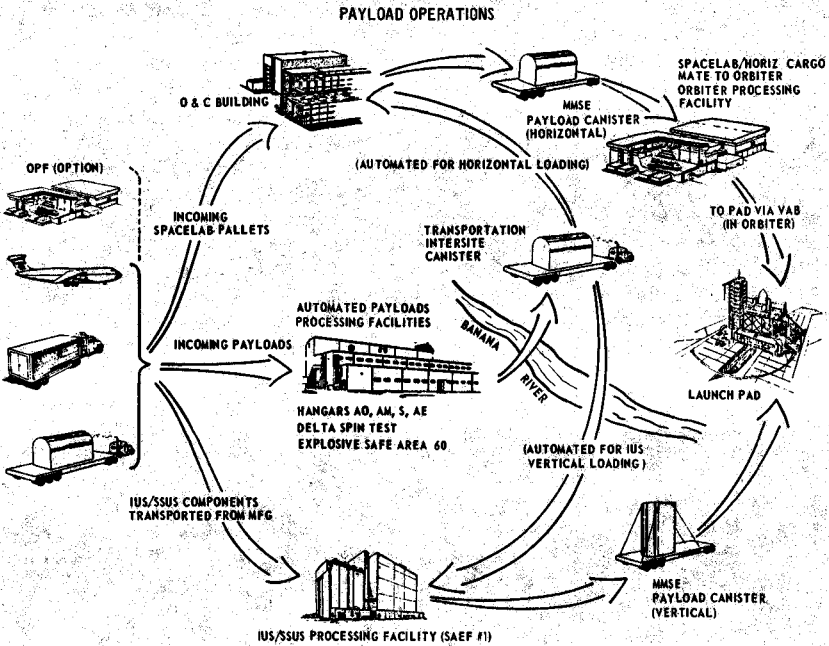 PAYLOAD OPERATIONS
O & C BUILDING
MMSE
PAYLOAD CANISTER
(HORIZONTAL)
SPACELAB/HORIZ CARGO
MATE TO ORBITER
ORBITER PROCESSING
FACILITY
(AUTOMATED FOR HORIZONTAL LOADING)
OPF (OPTION)
INCOMING
SPACELAB PALLETS
TRANSPORTATION
INTERSITE
CANISTER
TO PAD VIA VAB
(IN ORBITER)
AUTOMATED PAYLOADS
PROCESSING FACILITIES
INCOMING PAYLOADS
BANANA
RIVER
LAUNCH PAD
HANGARS AO, AM, S, AE
DELTA SPIN TEST
EXPLOSIVE SAFE AREA 60
(AUTOMATED FOR IUS
VERTICAL LOADING)
IUS/SSUS COMPONENTS
TRANSPORTED FROM MFG
MMSE
PAYLOAD CANISTER
(VERTICAL)
IUS/SSUS PROCESSING FACILITY (SAEF #1)